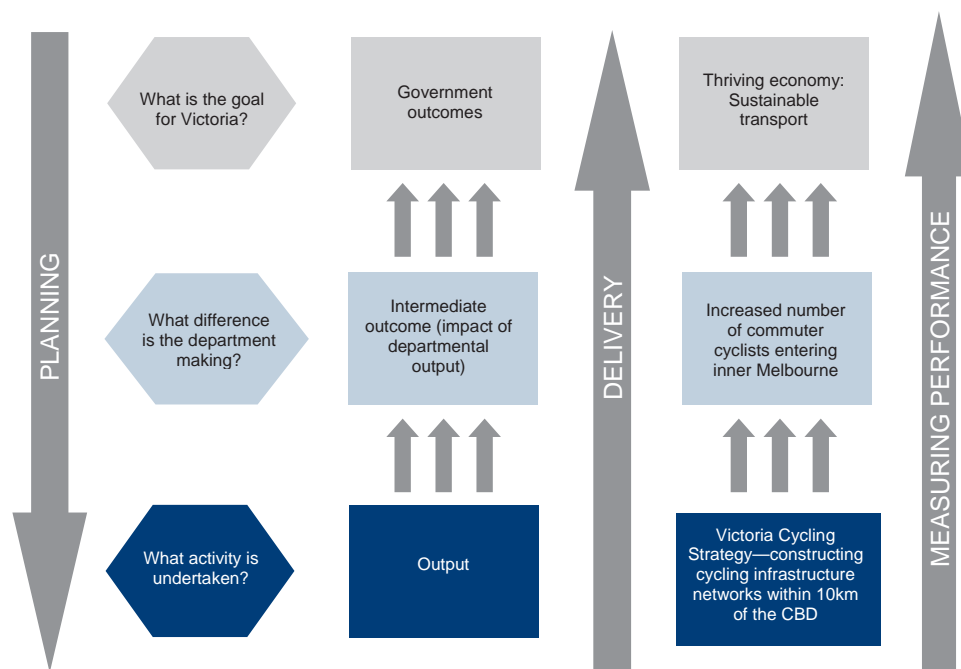 What is the goal
for Victoria?
Government
outcomes
Thriving economy:
Sustainable
transport
PLANNING
What difference
is the department
making?
Intermediate
outcome (impact of
departmental
output)
DELIVERY
Increased number
of commuter
cyclists entering
inner Melbourne
MEASURING PERFORMANCE
What activity is
undertaken?
Output
Victoria Cycling
Strategy—constructing
cycling infrastructure
networks within 10km
of the CBD